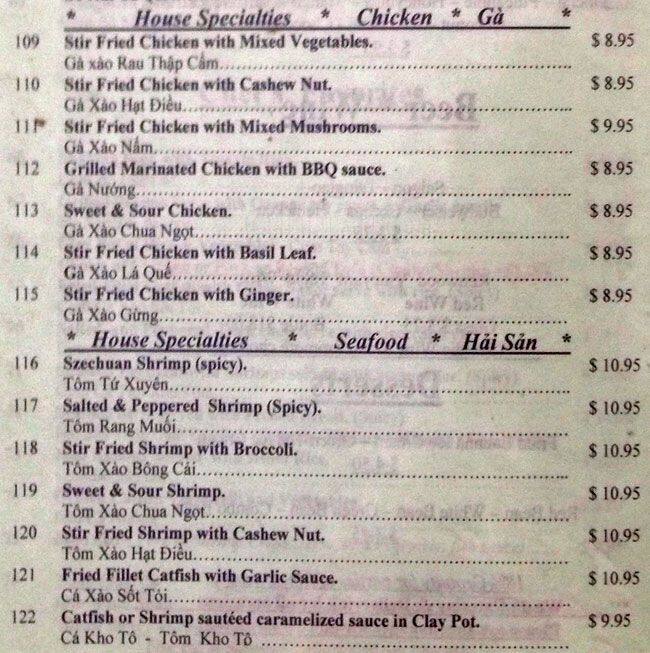 * House Specialties * Chicken * Gà *
109 Stir Fried Chicken with Mixed Vegetables. $ 8.95
Gà xào Rau Thập Cẩm
110 Stir Fried Chicken with Cashew Nut. $ 8.95
Gà Xào Hạt Điều
111 Stir Fried Chicken with Mixed Mushrooms. $ 9.95
Gà Xào Nấm
112 Grilled Marinated Chicken with BBQ sauce. $ 8.95
Gà Nướng
113 Sweet & Sour Chicken. $ 8.95
Gà Xào Chua Ngọt
114 Stir Fried Chicken with Basil Leaf. $ 8.95
Gà Xào Lá Quế
115 Stir Fried Chicken with Ginger. $ 8.95
Gà Xào Gừng
* House Specialties * Seafood * Hải Sản *
116 Szechuan Shrimp (spicy). $ 10.95
Tôm Tứ Xuyên
117 Salted & Peppered Shrimp (Spicy). $ 10.95
Tôm Rang Muối
118 Stir Fried Shrimp with Broccoli. $ 10.95
Tôm Xào Bông Cải
119 Sweet & Sour Shrimp. $ 10.95
Tôm Xào Chua Ngọt
120 Stir Fried Shrimp with Cashew Nut. $ 10.95
Tôm Xào Hạt Điều
121 Fried Fillet Catfish with Garlic Sauce. $ 10.95
Cá Xào Sốt Tỏi
122 Catfish or Shrimp sautéed caramelized sauce in Clay Pot. $ 9.95
Cá Kho Tô - Tôm Kho Tô